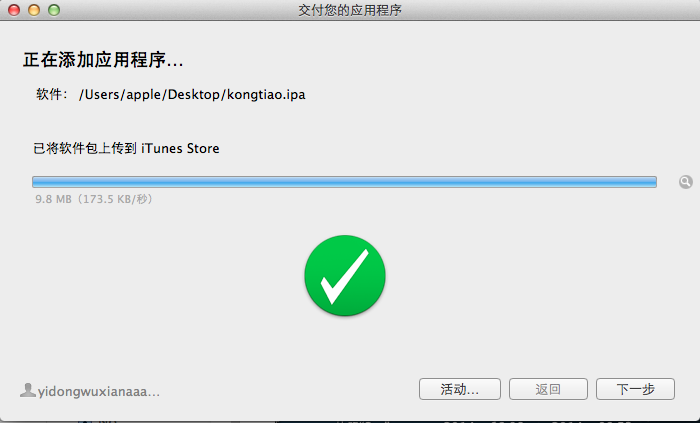 交付您的应用程序
正在添加应用程序...
软件： /Users/apple/Desktop/kongtiao.ipa
已将软件包上传到 iTunes Store
9.8 MB（173.5 KB/秒）
yidongwuxianaaa...
活动...
返回
下一步